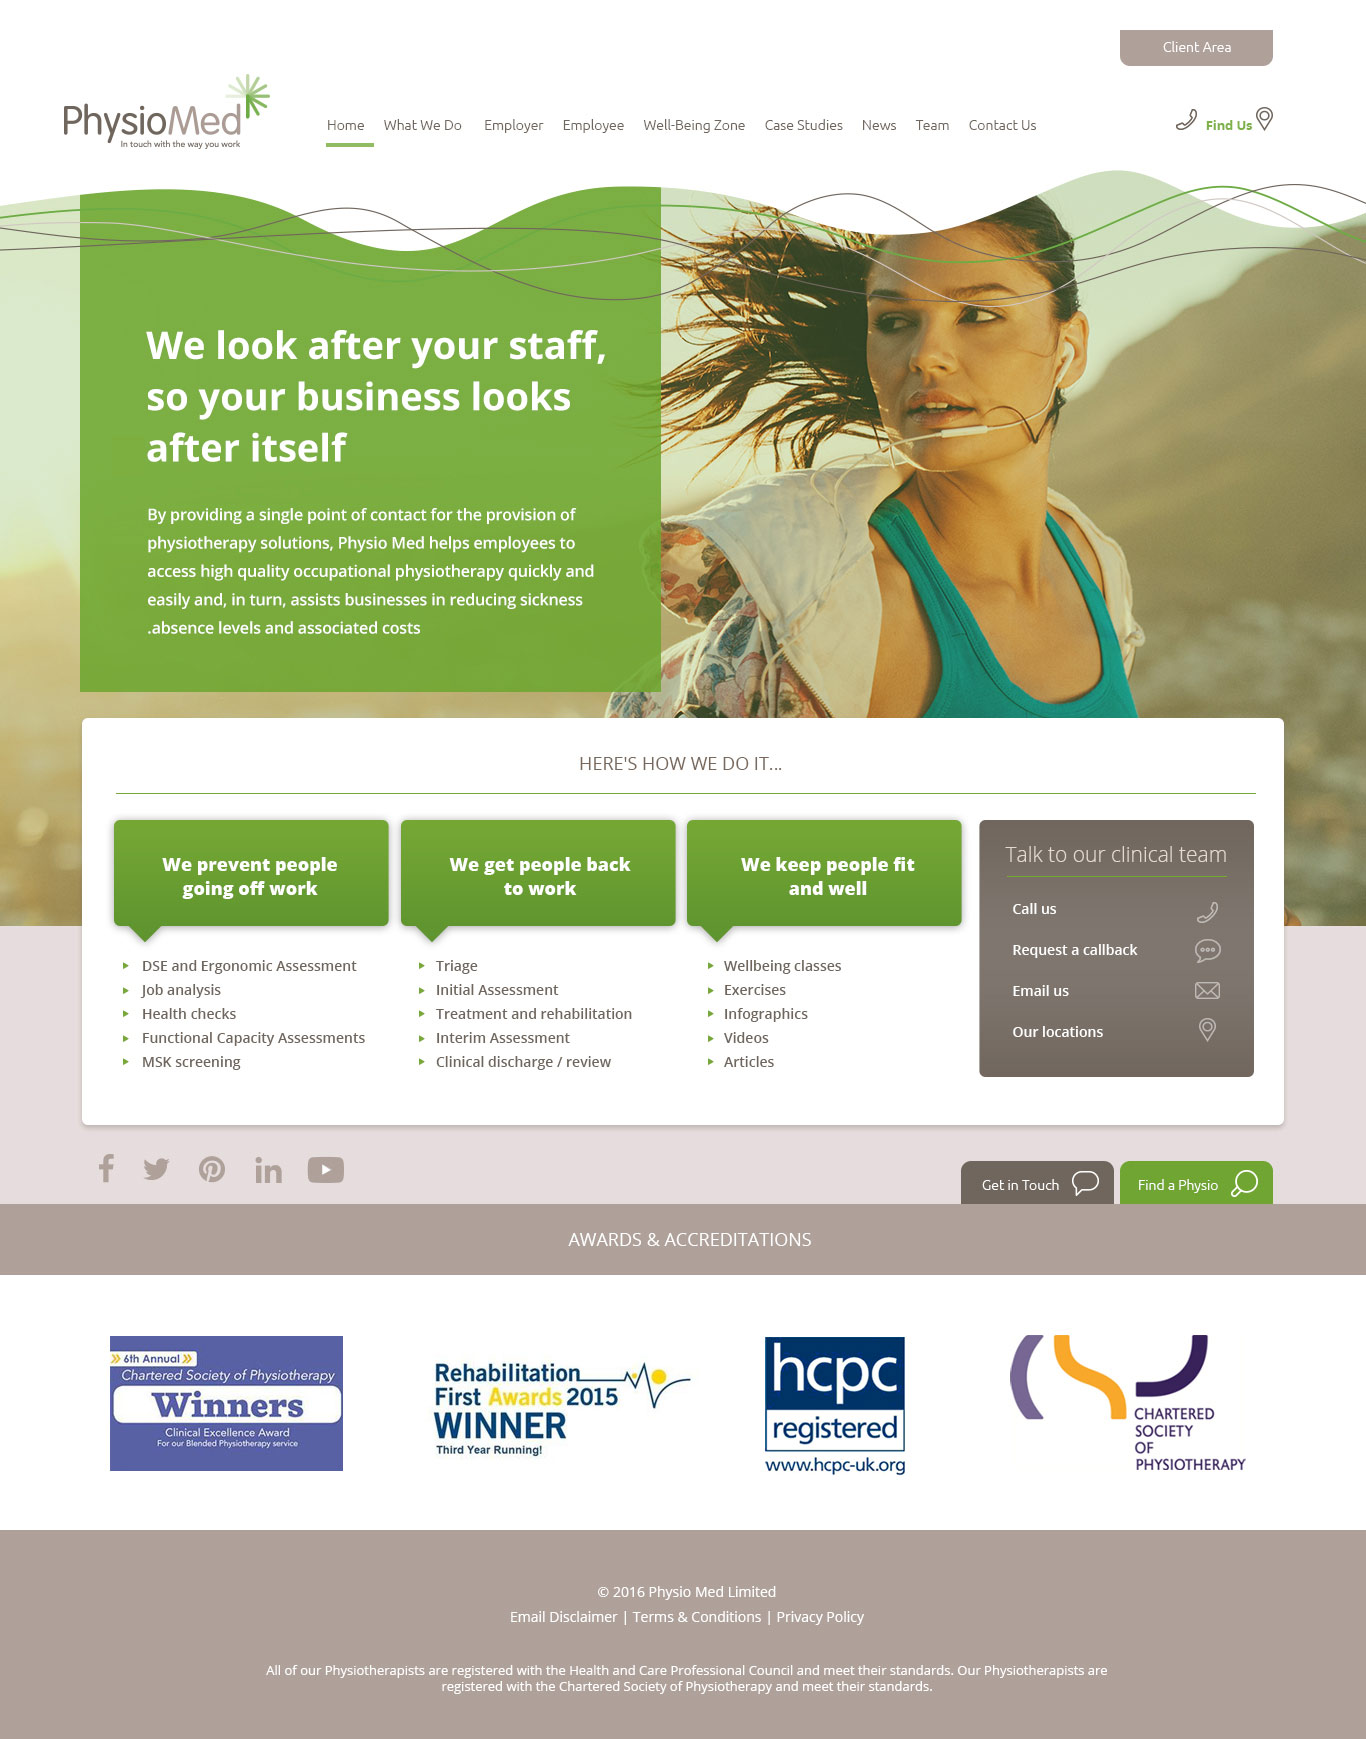 Client Area
PhysioMed
In touch with the way you work
Home What We Do Employer Employee Well-Being Zone Case Studies News Team Contact Us
Find Us
We look after your staff,
so your business looks
after itself
By providing a single point of contact for the provision of
physiotherapy solutions, Physio Med helps employees to
access high quality occupational physiotherapy quickly and
easily and, in turn, assists businesses in reducing sickness
.absence levels and associated costs
HERE'S HOW WE DO IT...
We prevent people
going off work
DSE and Ergonomic Assessment
Job analysis
Health checks
Functional Capacity Assessments
MSK screening
We get people back
to work
Triage
Initial Assessment
Treatment and rehabilitation
Interim Assessment
Clinical discharge / review
We keep people fit
and well
Wellbeing classes
Exercises
Infographics
Videos
Articles
Talk to our clinical team
Call us
Request a callback
Email us
Our locations
Get in Touch
Find a Physio
AWARDS & ACCREDITATIONS
6th Annual
Chartered Society of Physiotherapy
Winners
Clinical Excellence Award
For our Blended Physiotherapy service
Rehabilitation
First Awards 2015
WINNER
Third Year Running!
hcpc
registered
www.hcpc-uk.org
CHARTERED
SOCIETY
OF
PHYSIOTHERAPY
© 2016 Physio Med Limited
Email Disclaimer | Terms & Conditions | Privacy Policy
All of our Physiotherapists are registered with the Health and Care Professional Council and meet their standards. Our Physiotherapists are
registered with the Chartered Society of Physiotherapy and meet their standards.